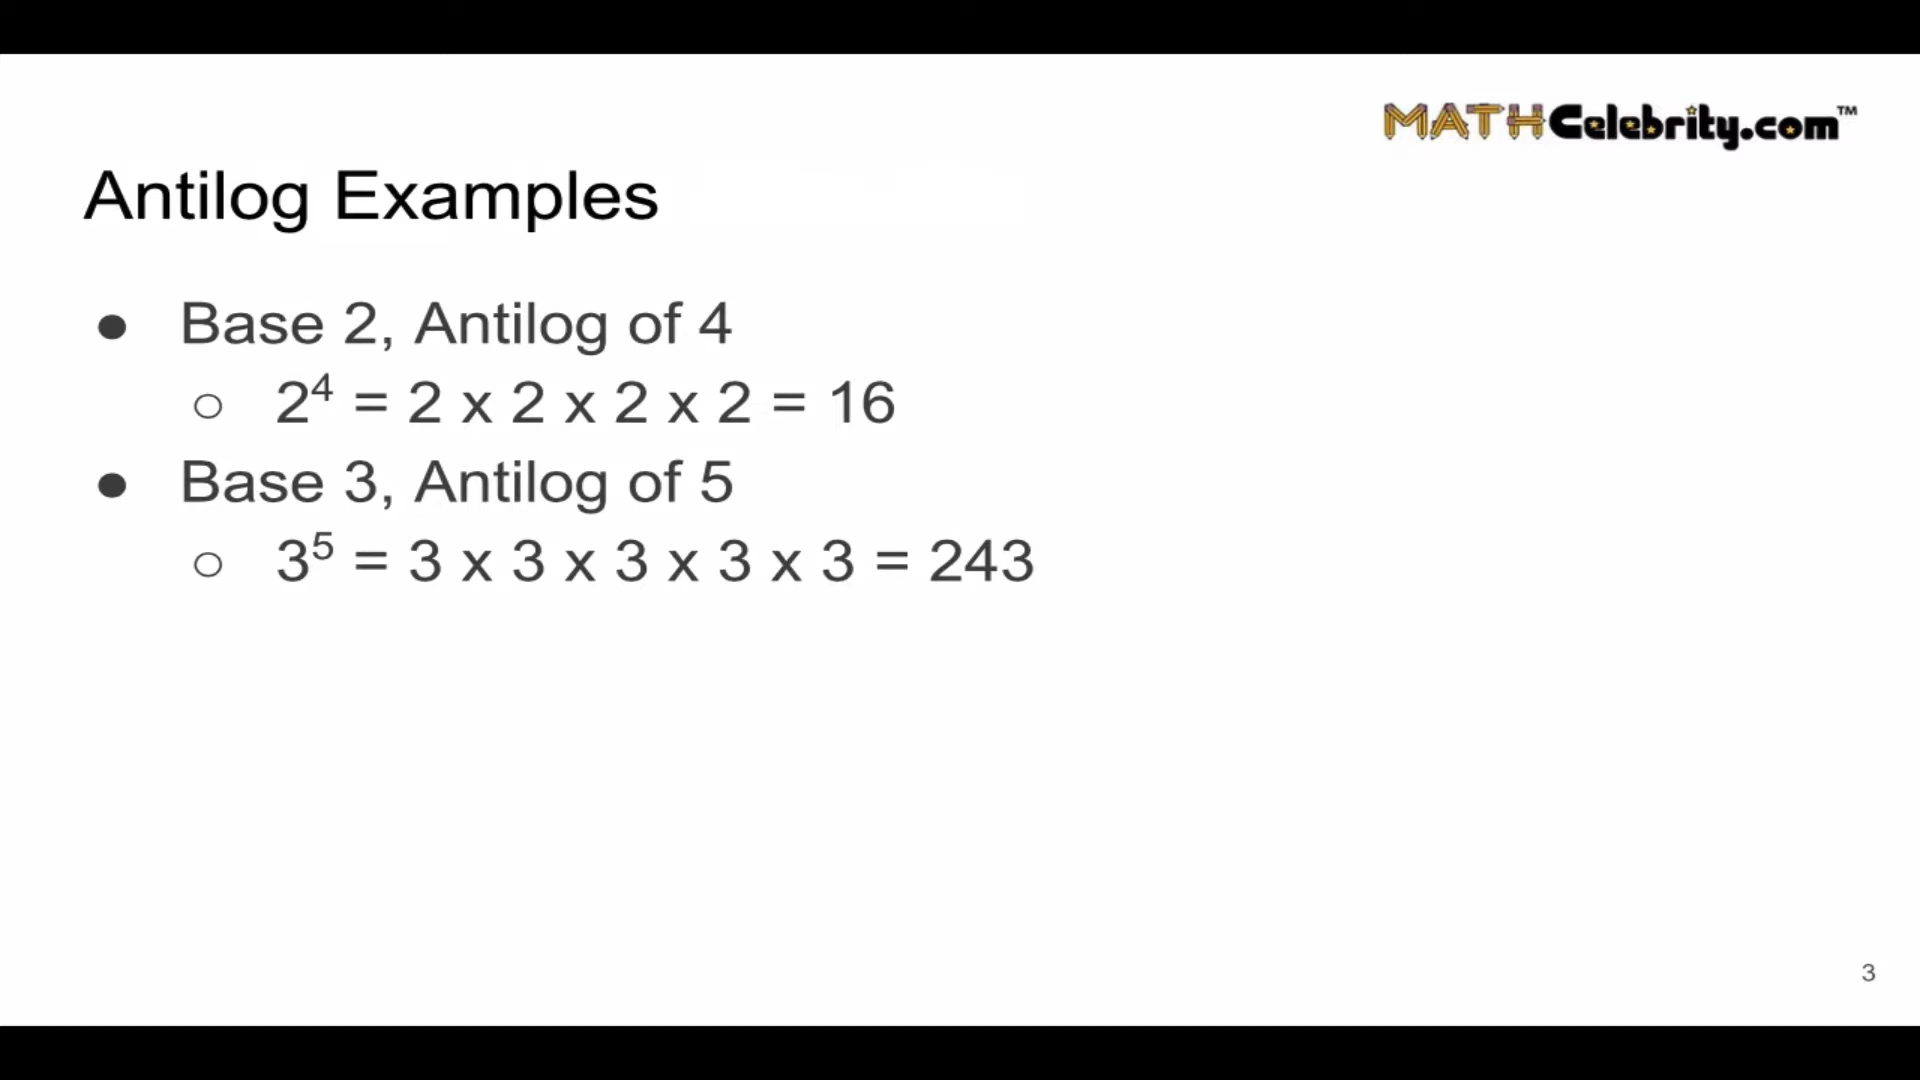 MATHCelebrity.com™
Antilog Examples
● Base 2, Antilog of 4
○ 2⁴ = 2 x 2 x 2 x 2 = 16
● Base 3, Antilog of 5
○ 3⁵ = 3 x 3 x 3 x 3 x 3 = 243
3